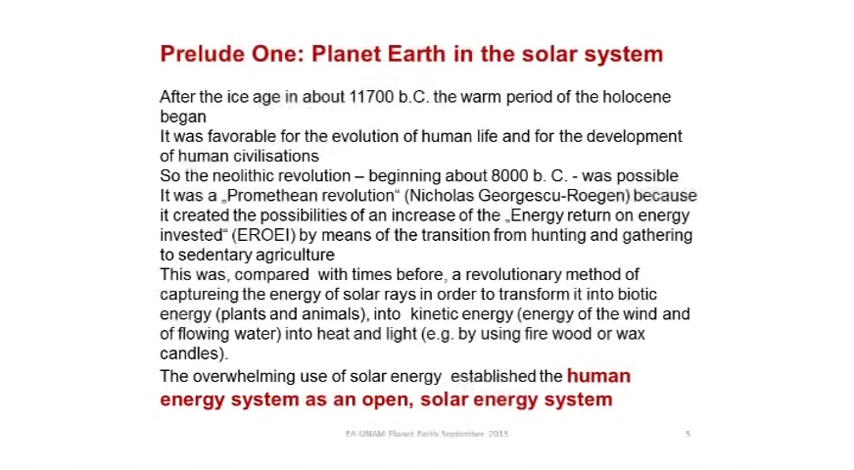 Prelude One: Planet Earth in the solar system
After the ice age in about 11700 b.C. the warm period of the holocene
began
It was favorable for the evolution of human life and for the development
of human civilisations
So the neolithic revolution – beginning about 8000 b. C. - was possible
It was a „Promethean revolution“ (Nicholas Georgescu-Roegen) because
it created the possibilities of an increase of the „Energy return on energy
invested“ (EROEI) by means of the transition from hunting and gathering
to sedentary agriculture
This was, compared with times before, a revolutionary method of
captureing the energy of solar rays in order to transform it into biotic
energy (plants and animals), into kinetic energy (energy of the wind and
of flowing water) into heat and light (e.g. by using fire wood or wax
candles).
The overwhelming use of solar energy established the human
energy system as an open, solar energy system
EA-UNAM Planet Earth September 2015
5